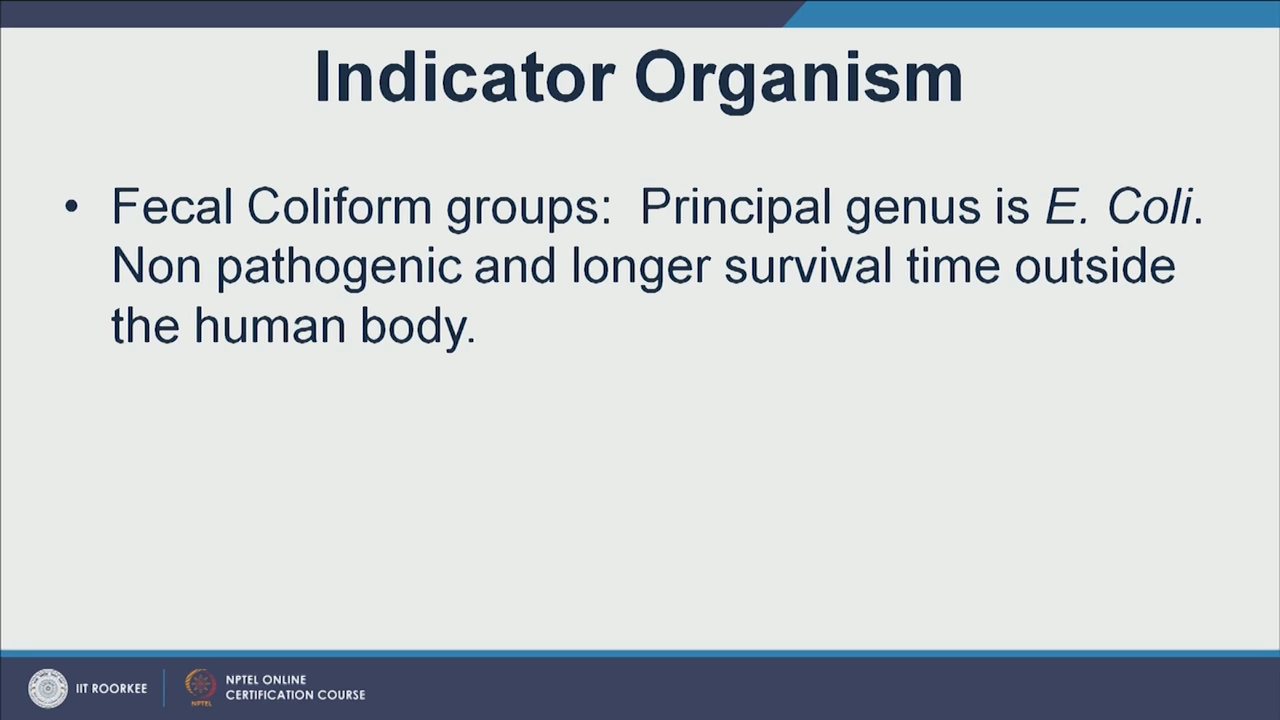 Indicator Organism
• Fecal Coliform groups: Principal genus is E. Coli.
Non pathogenic and longer survival time outside
the human body.
IIT ROORKEE
NPTEL
NPTEL ONLINE
CERTIFICATION COURSE